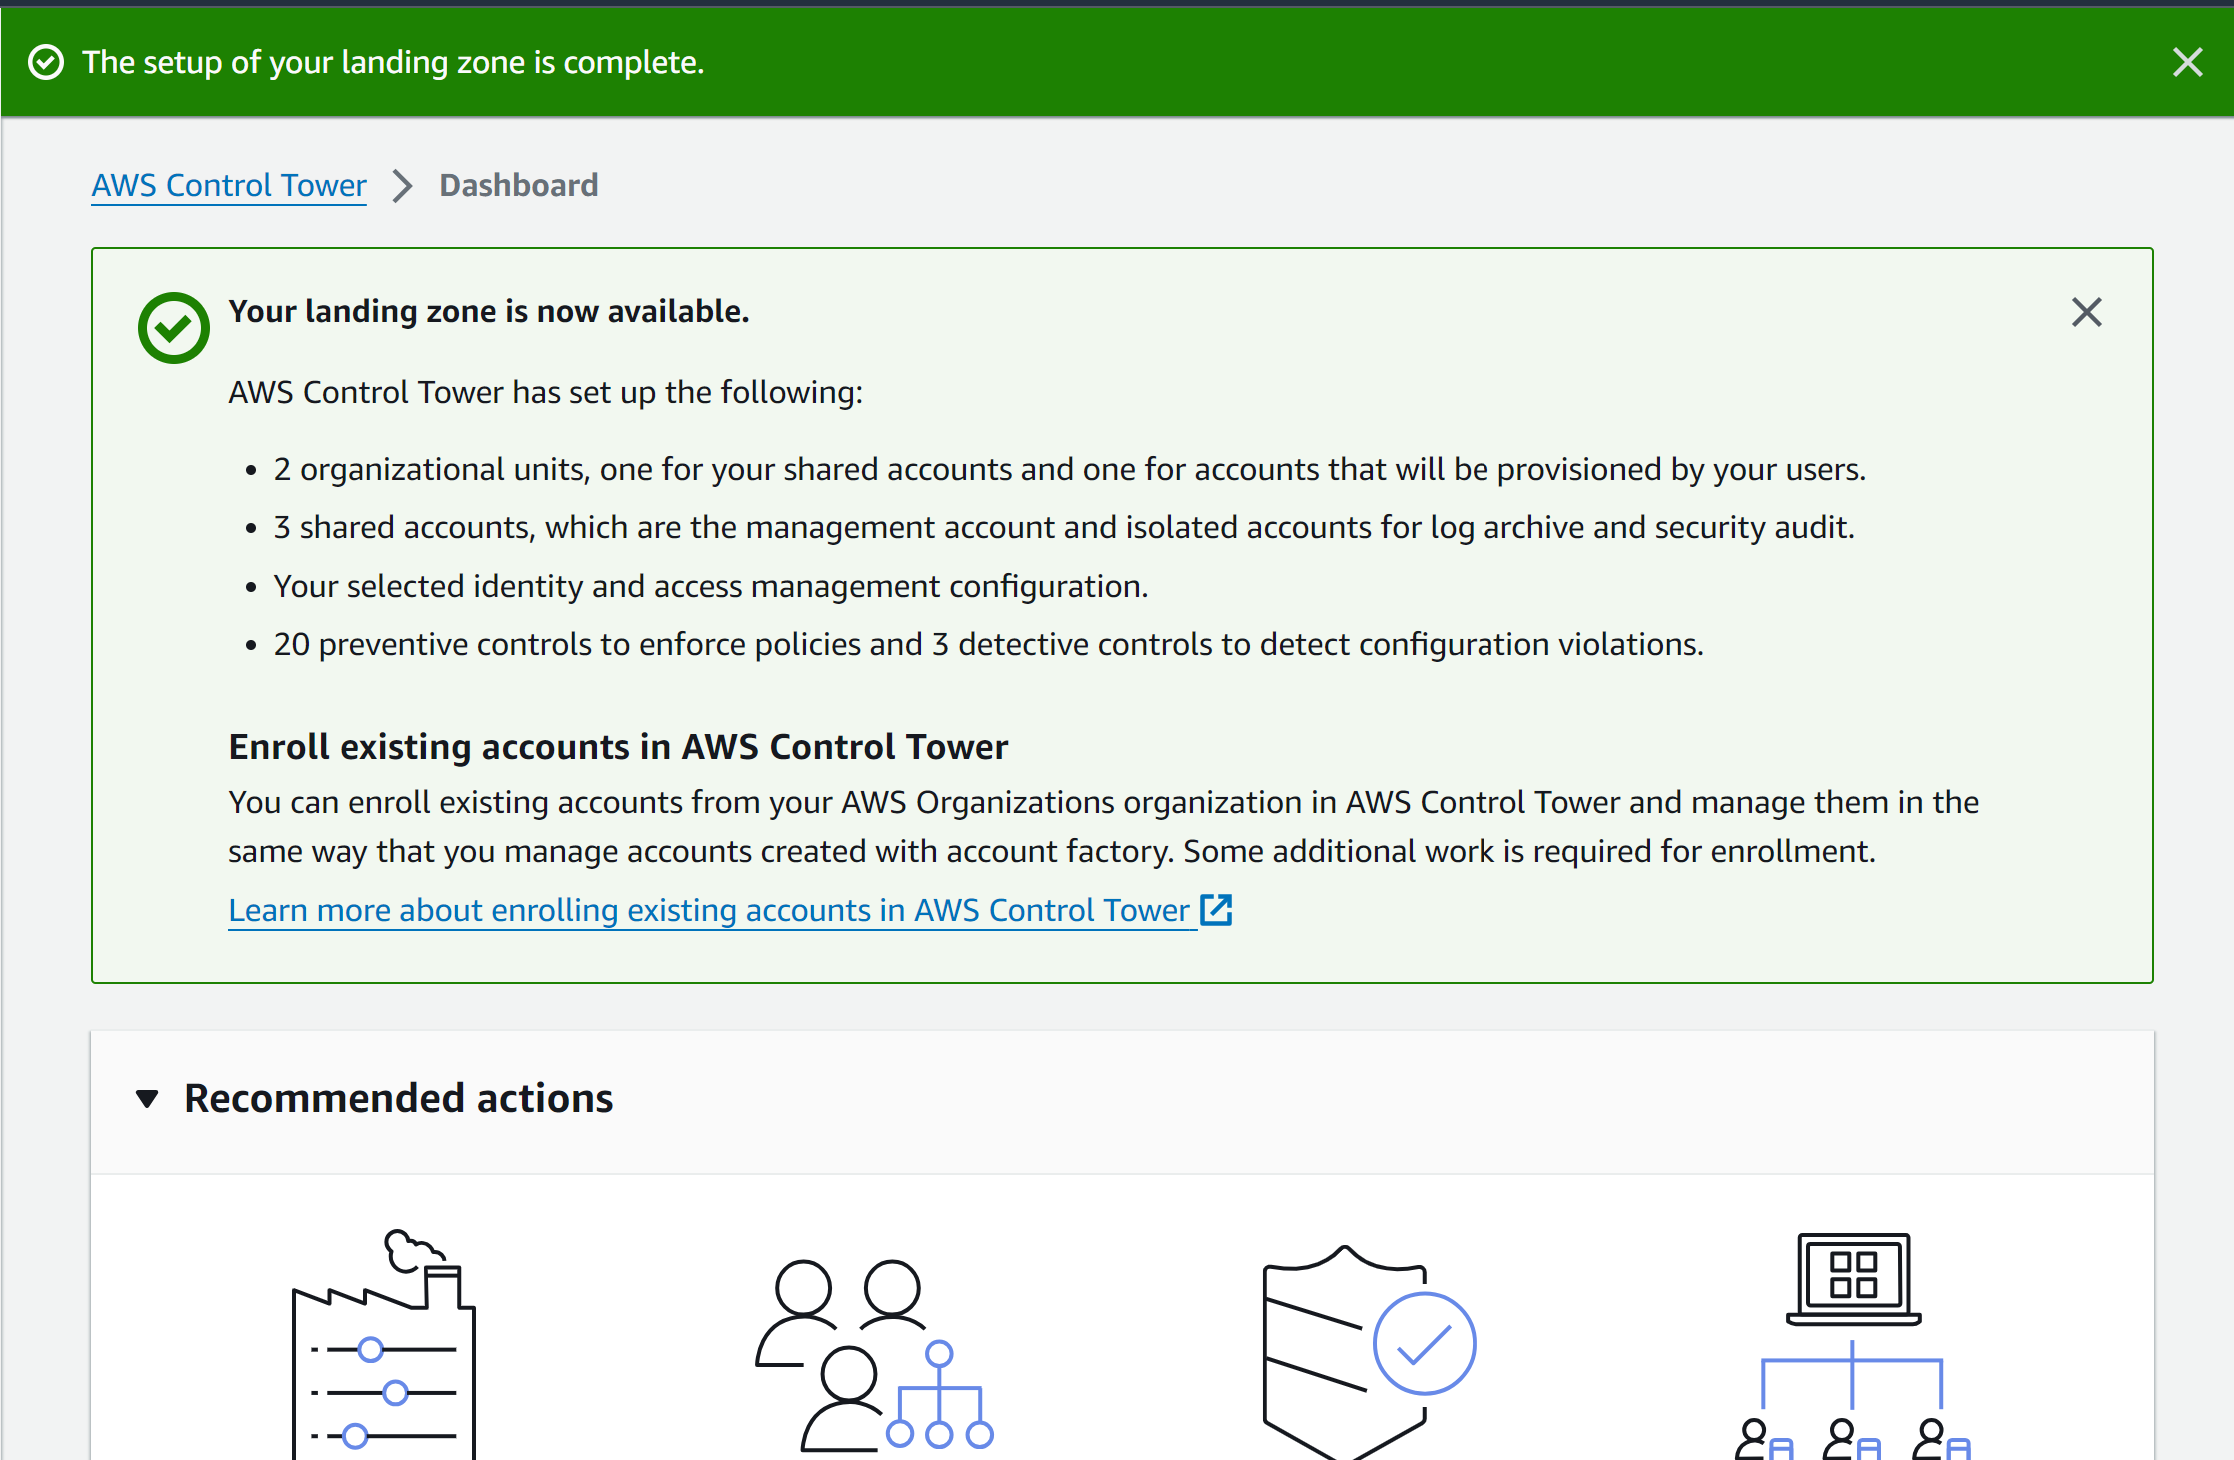 The setup of your landing zone is complete.
AWS Control Tower > Dashboard
Your landing zone is now available.
AWS Control Tower has set up the following:
• 2 organizational units, one for your shared accounts and one for accounts that will be provisioned by your users.
• 3 shared accounts, which are the management account and isolated accounts for log archive and security audit.
• Your selected identity and access management configuration.
• 20 preventive controls to enforce policies and 3 detective controls to detect configuration violations.
Enroll existing accounts in AWS Control Tower
You can enroll existing accounts from your AWS Organizations organization in AWS Control Tower and manage them in the
same way that you manage accounts created with account factory. Some additional work is required for enrollment.
Learn more about enrolling existing accounts in AWS Control Tower
Recommended actions